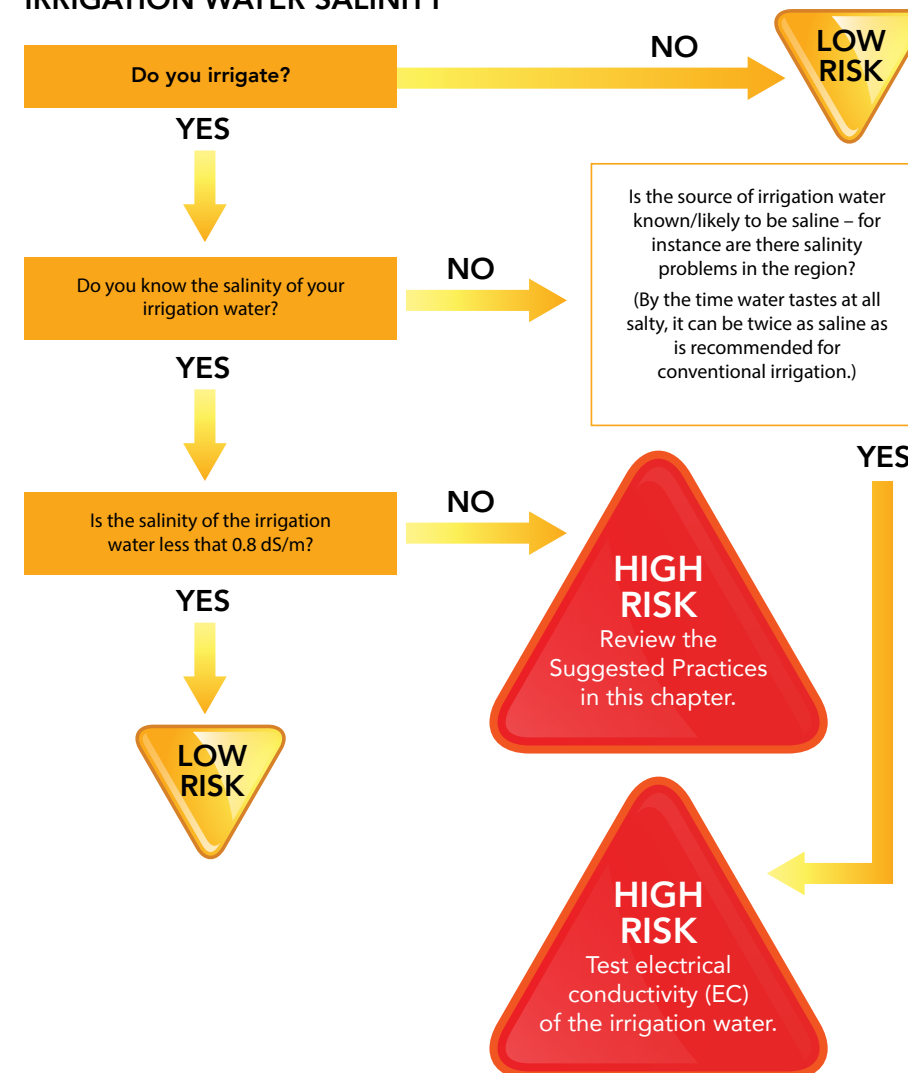 IRRIGATION WATER SALINITY
Do you irrigate?
NO
LOW
RISK
YES
Do you know the salinity of your
irrigation water?
NO
Is the source of irrigation water
known/likely to be saline – for
instance are there salinity
problems in the region?
(By the time water tastes at all
salty, it can be twice as saline as
is recommended for
conventional irrigation.)
YES
YES
Is the salinity of the irrigation
water less that 0.8 dS/m?
NO
HIGH
RISK
Review the
Suggested Practices
in this chapter.
YES
LOW
RISK
HIGH
RISK
Test electrical
conductivity (EC)
of the irrigation water.